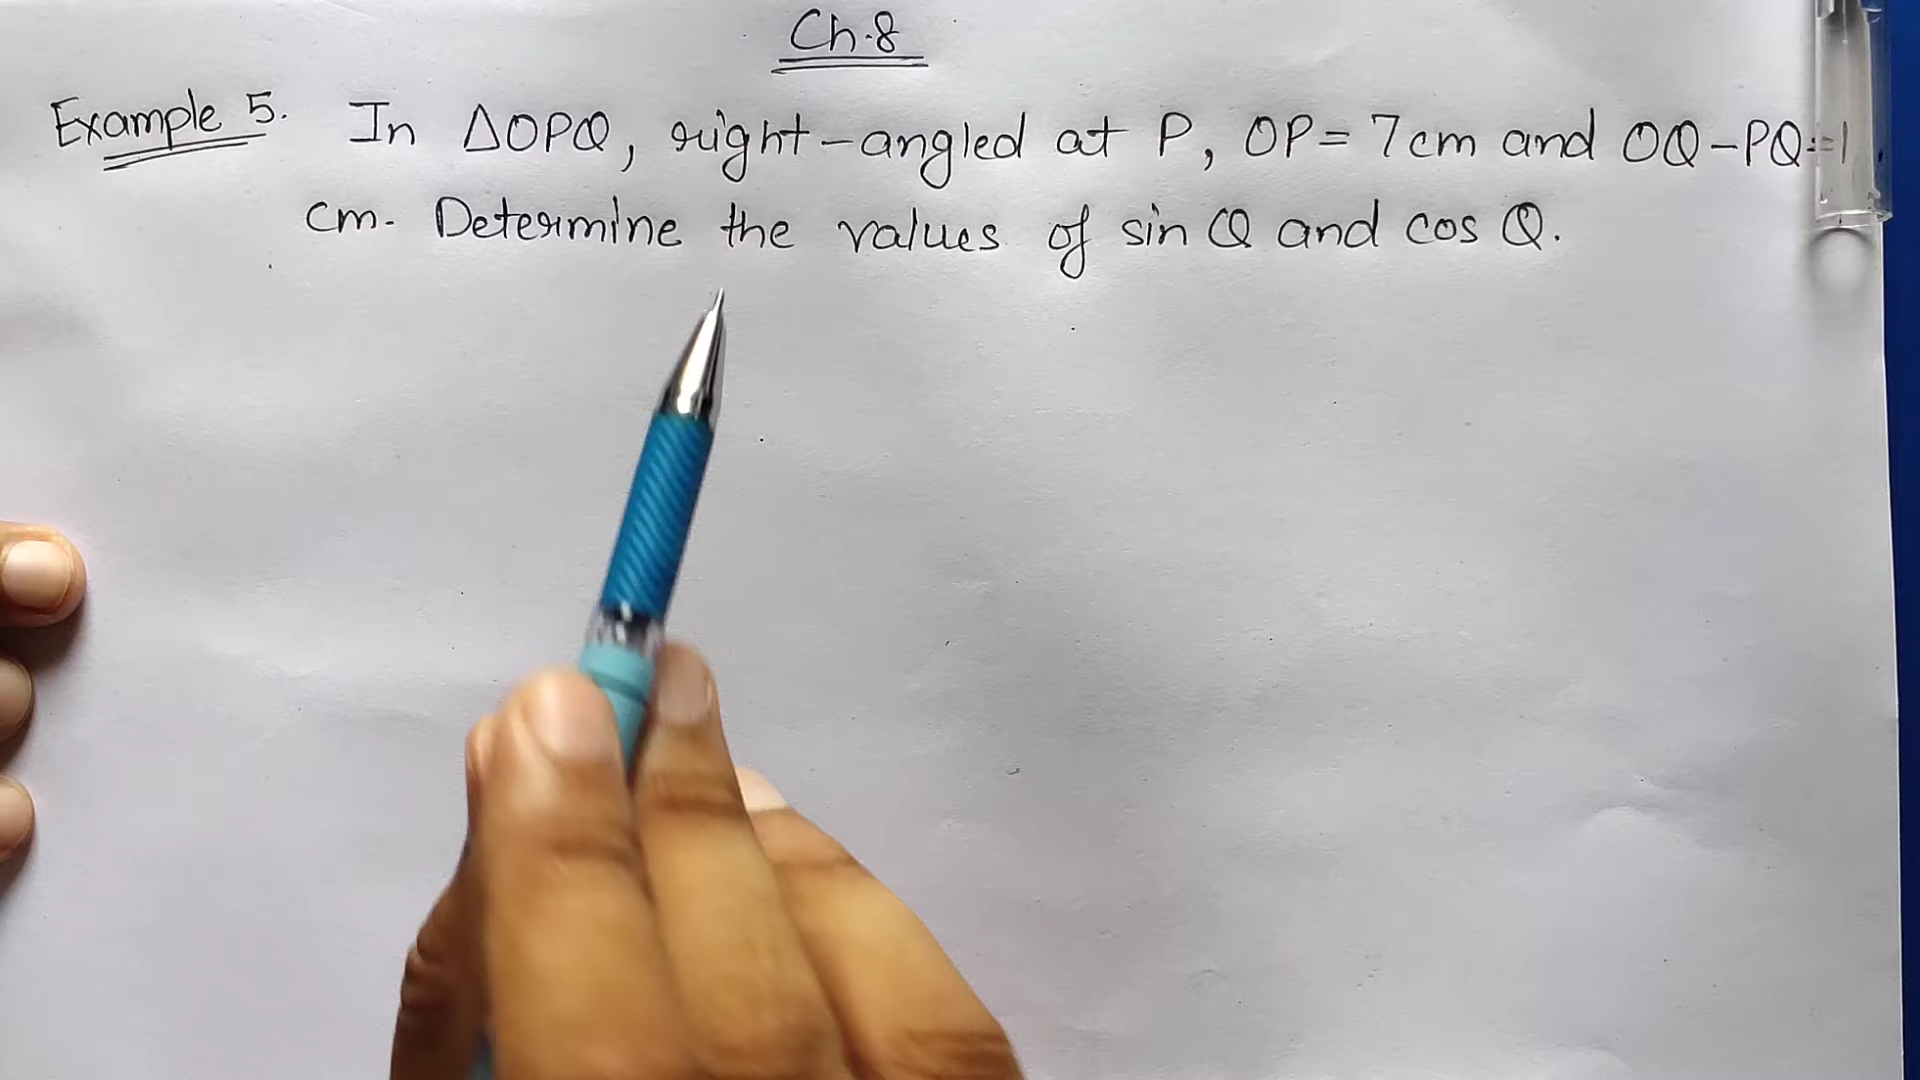 Ch.8
Example 5. In ΔOPQ, right-angled at P, OP = 7cm and OQ-PQ=1
cm. Determine the values of sin Q and cos Q.